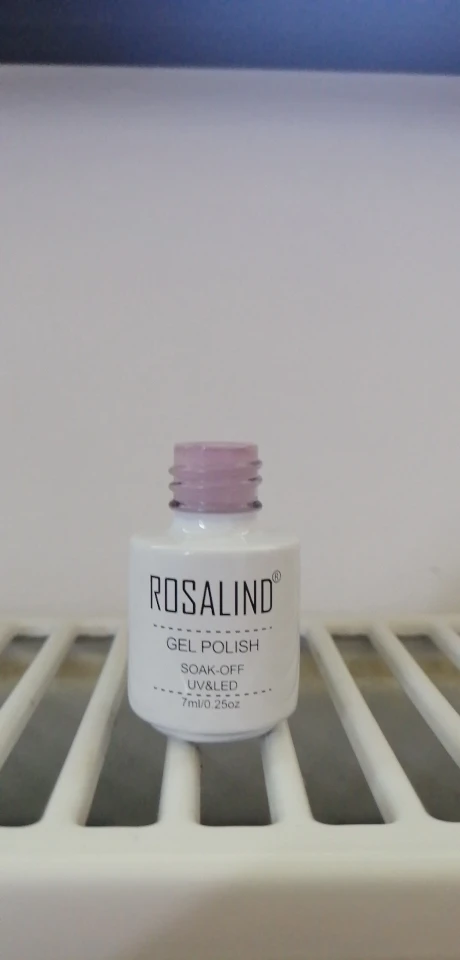 ROSALIND®
GEL POLISH
SOAK-OFF
UV&LED
7ml/0.25oz